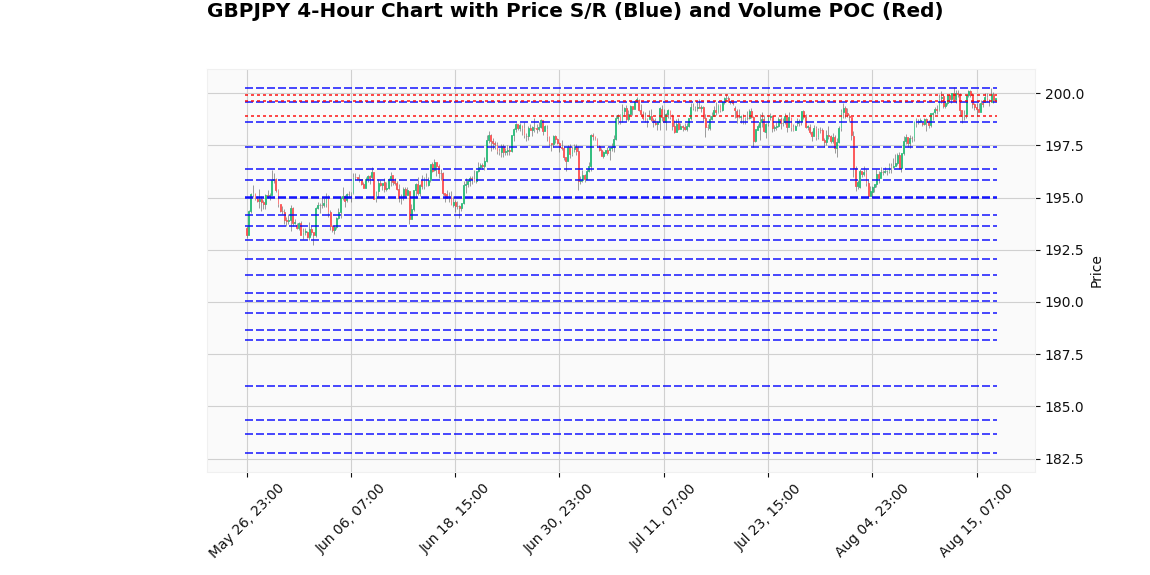 GBPJPY 4-Hour Chart with Price S/R (Blue) and Volume POC (Red)
200.0
197.5
195.0
192.5
190.0
187.5
185.0
182.5
Price
May 26, 23:00
Jun 06, 07:00
Jun 18, 15:00
Jun 30, 23:00
Jul 11, 07:00
Jul 23, 15:00
Aug 04, 23:00
Aug 15, 07:00